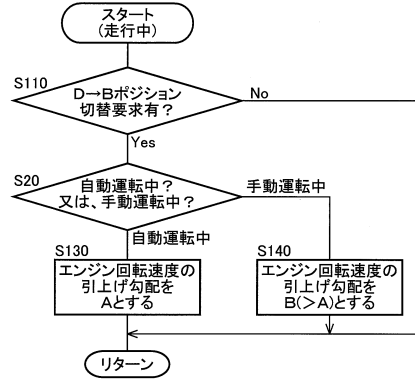 スタート
(走行中)
S110
D→Bポジション
切替要求有？
No
Yes
S20
自動運転中？
又は、手動運転中？
手動運転中
自動運転中
S130
エンジン回転速度の
引上げ勾配を
Aとする
S140
エンジン回転速度の
引上げ勾配を
B(＞A)とする
リターン